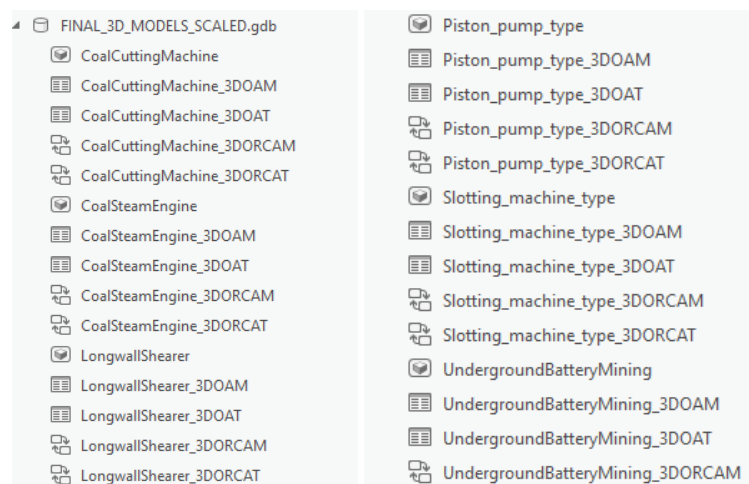 FINAL_3D_MODELS_SCALED.gdb
CoalCuttingMachine
CoalCuttingMachine_3DOAM
CoalCuttingMachine_3DOAT
CoalCuttingMachine_3DORCAM
CoalCuttingMachine_3DORCAT
CoalSteamEngine
CoalSteamEngine_3DOAM
CoalSteamEngine_3DOAT
CoalSteamEngine_3DORCAM
CoalSteamEngine_3DORCAT
LongwallShearer
LongwallShearer_3DOAM
LongwallShearer_3DOAT
LongwallShearer_3DORCAM
LongwallShearer_3DORCAT
Piston_pump_type
Piston_pump_type_3DOAM
Piston_pump_type_3DOAT
Piston_pump_type_3DORCAM
Piston_pump_type_3DORCAT
Slotting_machine_type
Slotting_machine_type_3DOAM
Slotting_machine_type_3DOAT
Slotting_machine_type_3DORCAM
Slotting_machine_type_3DORCAT
UndergroundBatteryMining
UndergroundBatteryMining_3DOAM
UndergroundBatteryMining_3DOAT
UndergroundBatteryMining_3DORCAM